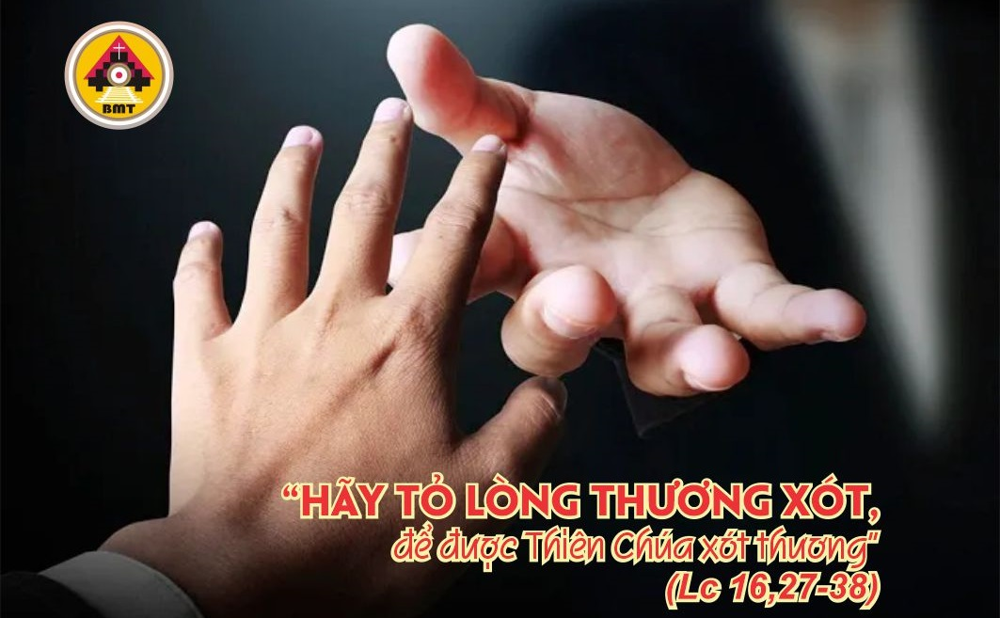 BMT
“HÃY TỎ LÒNG THƯƠNG XÓT,
để được Thiên Chúa xót thương"
(Lc 16,27-38)